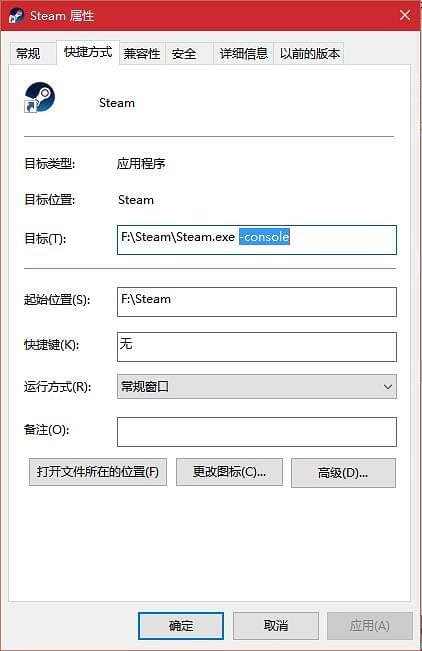 Steam 属性
常规 快捷方式 兼容性 安全 详细信息 以前的版本
Steam
目标类型: 应用程序
目标位置: Steam
目标(T): F:\Steam\Steam.exe -console
起始位置(S): F:\Steam
快捷键(K): 无
运行方式(R): 常规窗口
备注(O):
打开文件所在的位置(F) 更改图标(C)... 高级(D)...
确定 取消 应用(A)